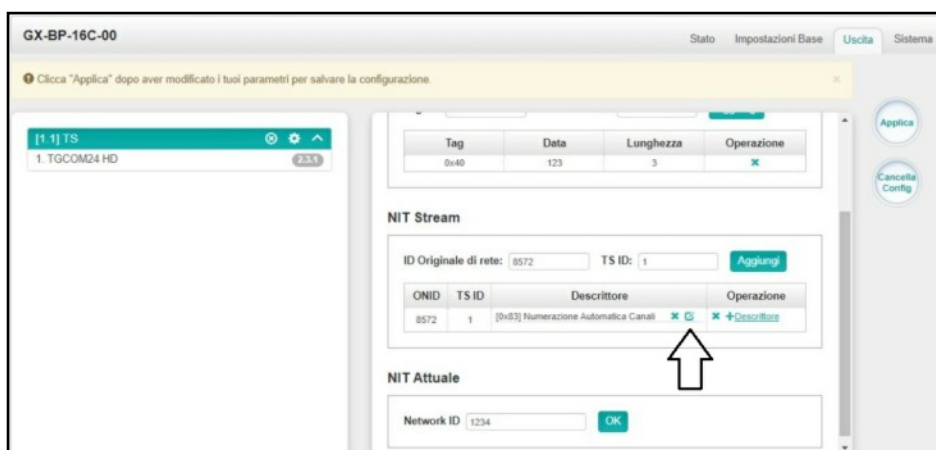 GX-BP-16C-00
Stato Impostazioni Base Uscita Sistema
Clicca "Applica" dopo aver modificato i tuoi parametri per salvare la configurazione.
[1.1] TS
1. TGCOM24 HD 2.3.1
Tag Data Lunghezza Operazione
0x40 123 3
NIT Stream
ID Originale di rete: 8572 TS ID: 1 Aggiungi
ONID TS ID Descrittore Operazione
8572 1 [0x83] Numerazione Automatica Canali Descrittore
NIT Attuale
Network ID 1234 OK
Applica
Cancella
Config